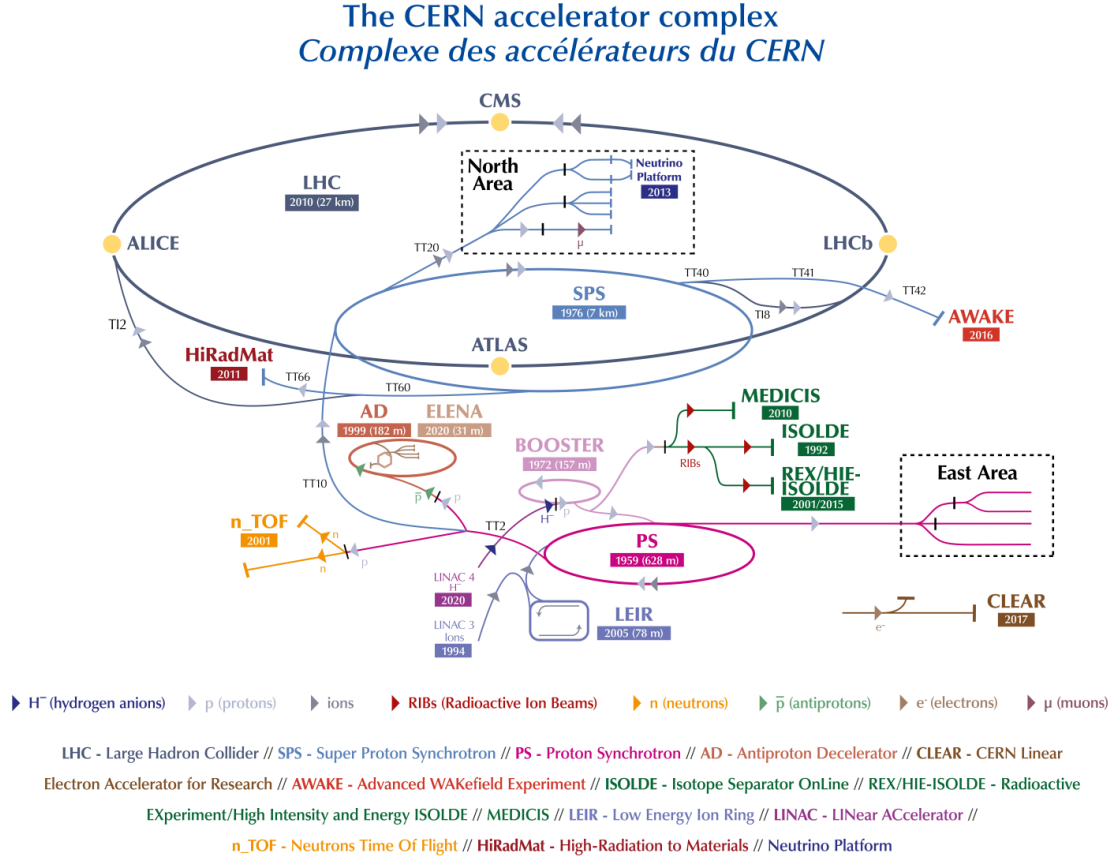 The CERN accelerator complex
Complexe des accélérateurs du CERN
CMS
North
Area
Neutrino
Platform
2013
LHC
2010 (27 km)
ALICE
LHCb
μ
TT20
TT40
TT41
TT42
SPS
1976 (7 km)
TI8
AWAKE
2016
TI2
ATLAS
HiRadMat
2011
TT66
TT60
AD
1999 (182 m)
ELENA
2020 (31 m)
MEDICIS
2010
BOOSTER
1972 (157 m)
ISOLDE
1992
RIBs
REX/HIE-
ISOLDE
2001/2015
East Area
TT10
p̅
p
H⁻
p
TT2
n_TOF
2001
n
n
p
PS
1959 (628 m)
LINAC 4
H⁻
2020
LEIR
2005 (78 m)
LINAC 3
Ions
1994
CLEAR
2017
e⁻
H⁻ (hydrogen anions)
p (protons)
ions
RIBs (Radioactive Ion Beams)
n (neutrons)
p̅ (antiprotons)
e⁻ (electrons)
μ (muons)
LHC - Large Hadron Collider // SPS - Super Proton Synchrotron // PS - Proton Synchrotron // AD - Antiproton Decelerator // CLEAR - CERN Linear
Electron Accelerator for Research // AWAKE - Advanced WAKefield Experiment // ISOLDE - Isotope Separator OnLine // REX/HIE-ISOLDE - Radioactive
EXperiment/High Intensity and Energy ISOLDE // MEDICIS // LEIR - Low Energy Ion Ring // LINAC - LINear ACcelerator //
n_TOF - Neutrons Time Of Flight // HiRadMat - High-Radiation to Materials // Neutrino Platform